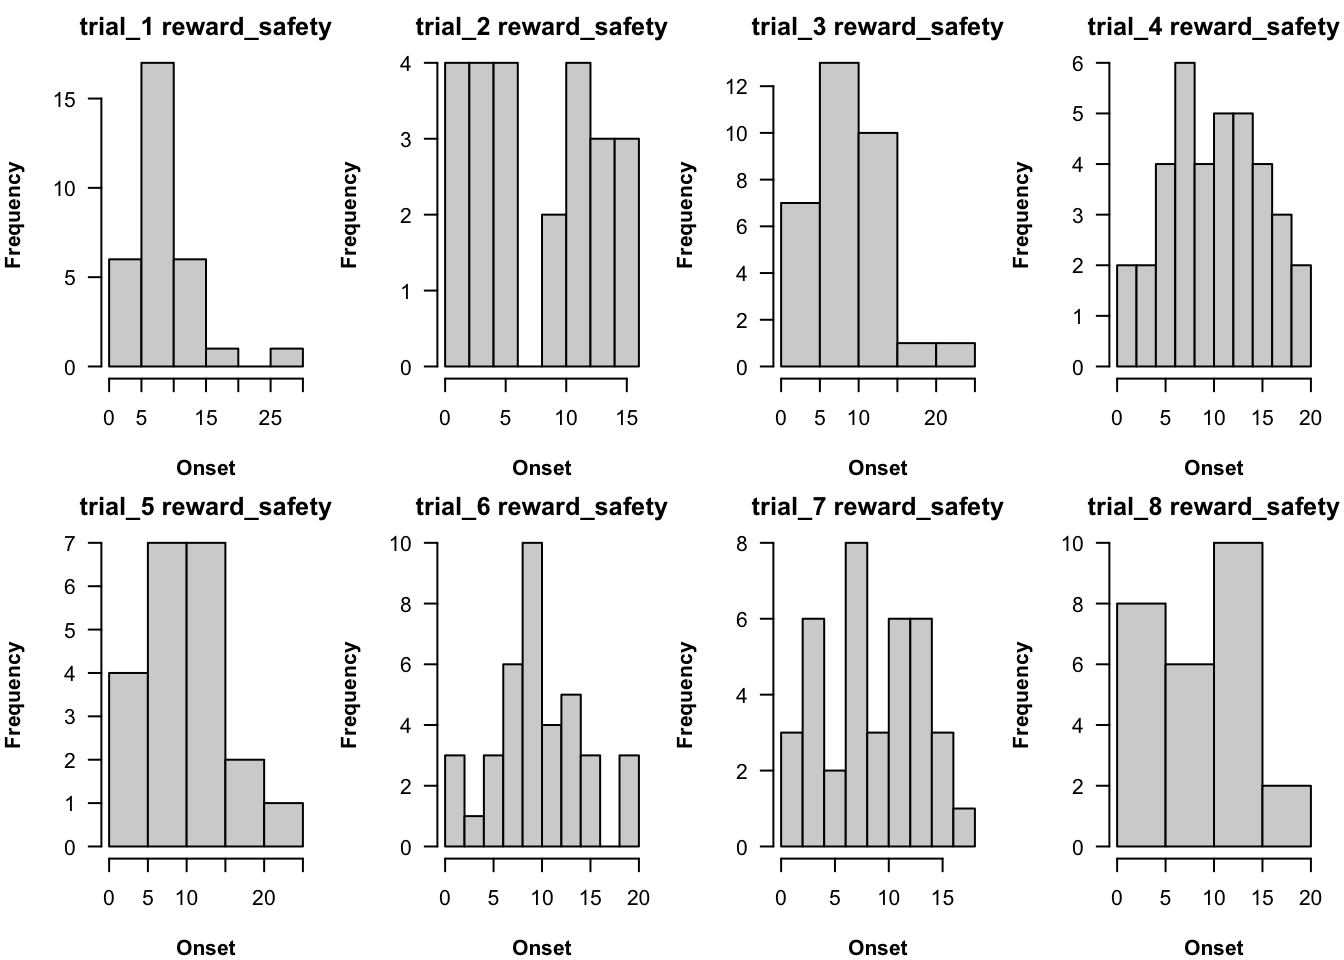 trial_1 reward_safety
Frequency
15
10
5
0
0 5 15 25
Onset
trial_2 reward_safety
Frequency
4
3
2
1
0
0 5 10 15
Onset
trial_3 reward_safety
Frequency
12
10
8
6
4
2
0
0 5 10 20
Onset
trial_4 reward_safety
Frequency
6
5
4
3
2
1
0
0 5 10 15 20
Onset
trial_5 reward_safety
Frequency
7
6
5
4
3
2
1
0
0 5 10 20
Onset
trial_6 reward_safety
Frequency
10
8
6
4
2
0
0 5 10 15 20
Onset
trial_7 reward_safety
Frequency
8
6
4
2
0
0 5 10 15
Onset
trial_8 reward_safety
Frequency
10
8
6
4
2
0
0 5 10 15 20
Onset